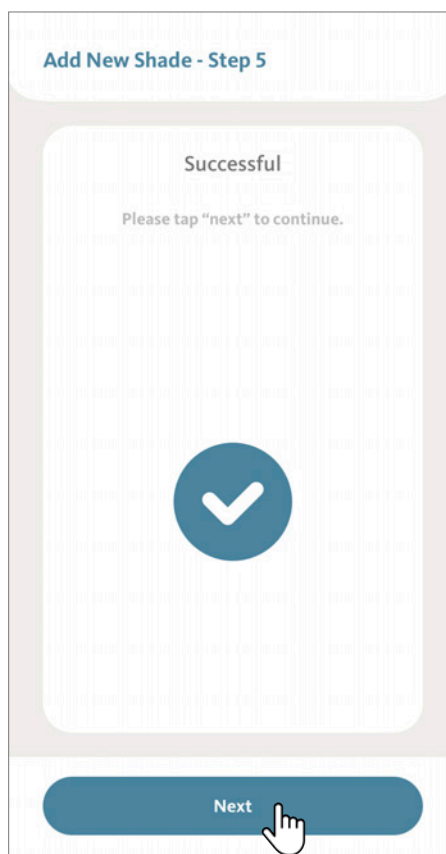 Add New Shade - Step 5
Successful
Please tap “next” to continue.
Next